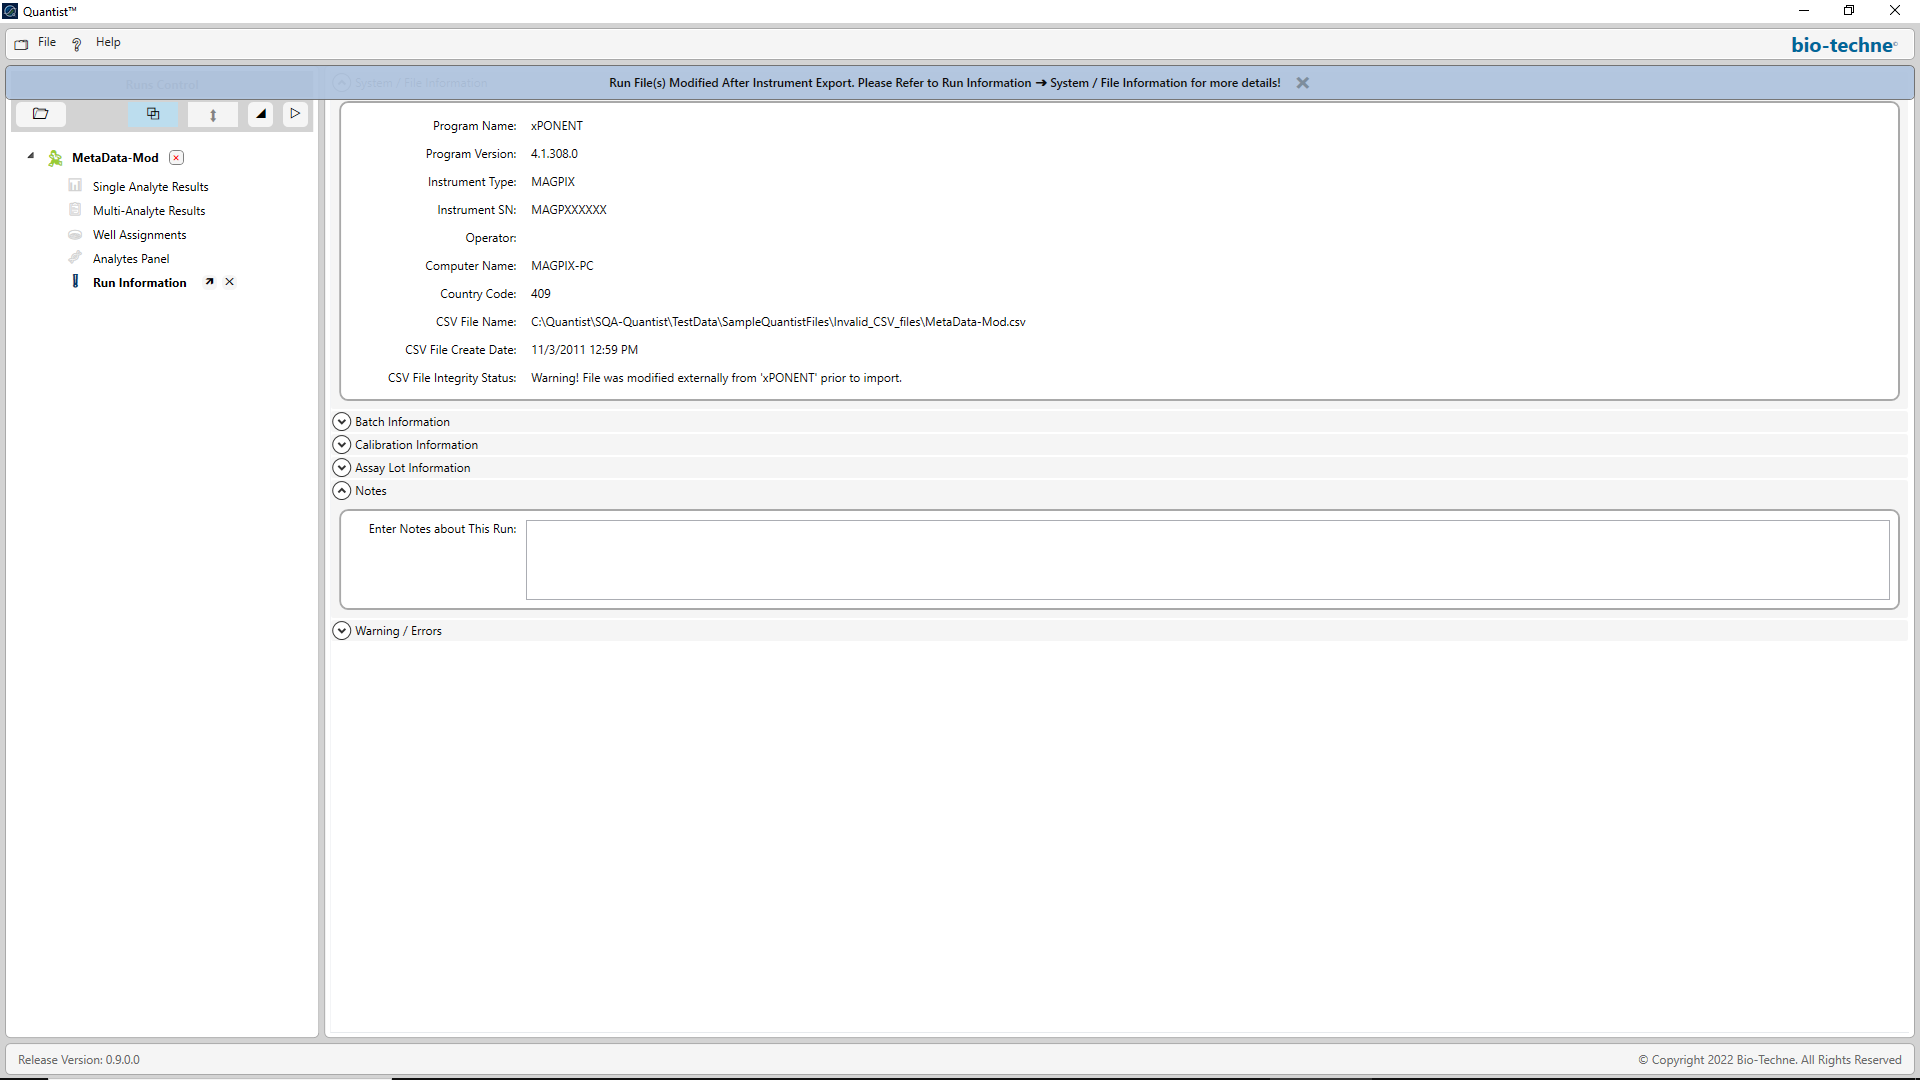 Quantist™
File
Help
bio-techne®
Runs Control
System / File Information
Run File(s) Modified After Instrument Export. Please Refer to Run Information ➔ System / File Information for more details!
MetaData-Mod
Single Analyte Results
Multi-Analyte Results
Well Assignments
Analytes Panel
Run Information
Program Name: xPONENT
Program Version: 4.1.308.0
Instrument Type: MAGPIX
Instrument SN: MAGPXXXXXX
Operator:
Computer Name: MAGPIX-PC
Country Code: 409
CSV File Name: C:\Quantist\SQA-Quantist\TestData\SampleQuantistFiles\Invalid_CSV_files\MetaData-Mod.csv
CSV File Create Date: 11/3/2011 12:59 PM
CSV File Integrity Status: Warning! File was modified externally from 'xPONENT' prior to import.
Batch Information
Calibration Information
Assay Lot Information
Notes
Enter Notes about This Run:
Warning / Errors
Release Version: 0.9.0.0
© Copyright 2022 Bio-Techne. All Rights Reserved